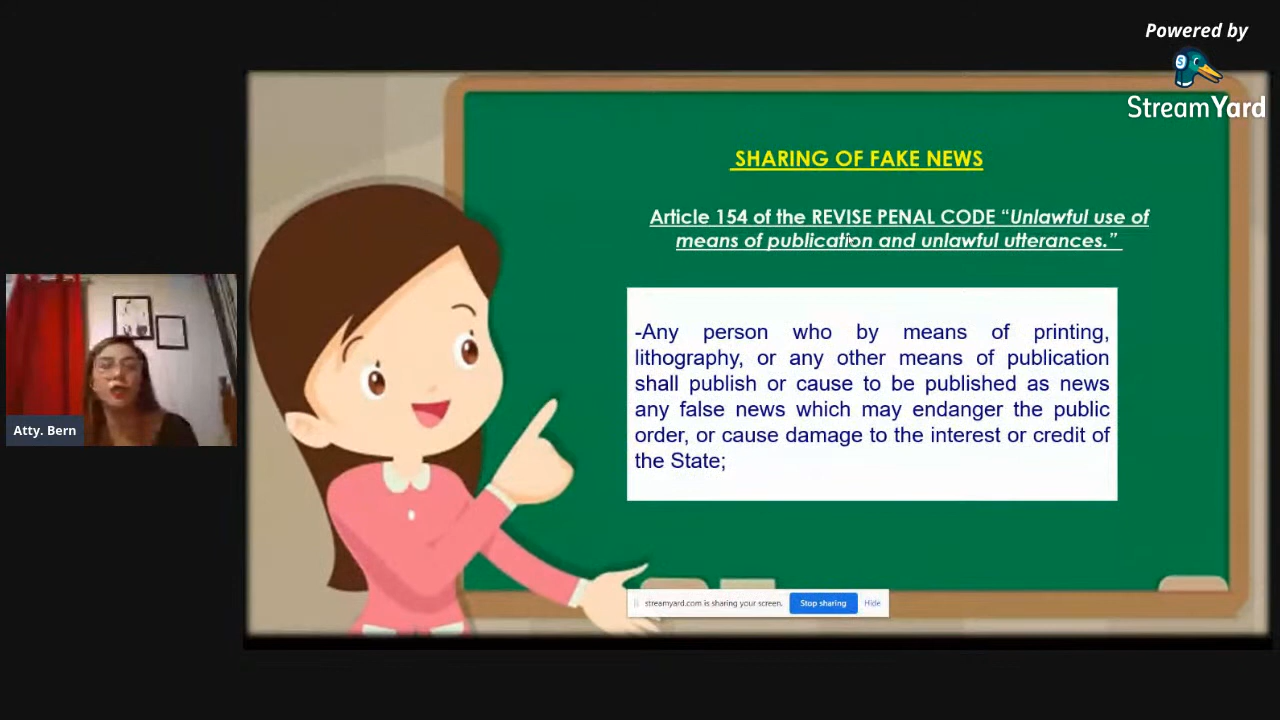 Powered by
StreamYard
SHARING OF FAKE NEWS
Article 154 of the REVISE PENAL CODE “Unlawful use of
means of publication and unlawful utterances.”
-Any person who by means of printing,
lithography, or any other means of publication
shall publish or cause to be published as news
any false news which may endanger the public
order, or cause damage to the interest or credit of
the State;
Atty. Bern
streamyard.com is sharing your screen. Stop sharing Hide